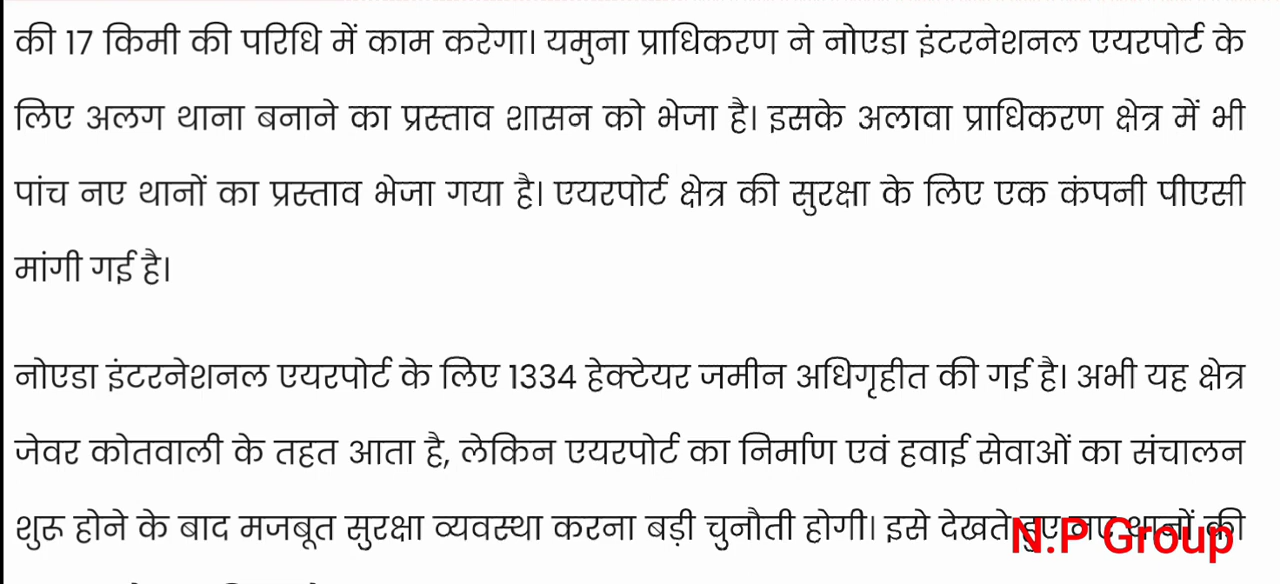 की 17 किमी की परिधि में काम करेगा। यमुना प्राधिकरण ने नोएडा इंटरनेशनल एयरपोर्ट के
लिए अलग थाना बनाने का प्रस्ताव शासन को भेजा है। इसके अलावा प्राधिकरण क्षेत्र में भी
पांच नए थानों का प्रस्ताव भेजा गया है। एयरपोर्ट क्षेत्र की सुरक्षा के लिए एक कंपनी पीएसी
मांगी गई है।
नोएडा इंटरनेशनल एयरपोर्ट के लिए 1334 हेक्टेयर जमीन अधिगृहीत की गई है। अभी यह क्षेत्र
जेवर कोतवाली के तहत आता है, लेकिन एयरपोर्ट का निर्माण एवं हवाई सेवाओं का संचालन
शुरू होने के बाद मजबूत सुरक्षा व्यवस्था करना बड़ी चुनौती होगी। इसे देखते हुए नए थानों की
N.P Group